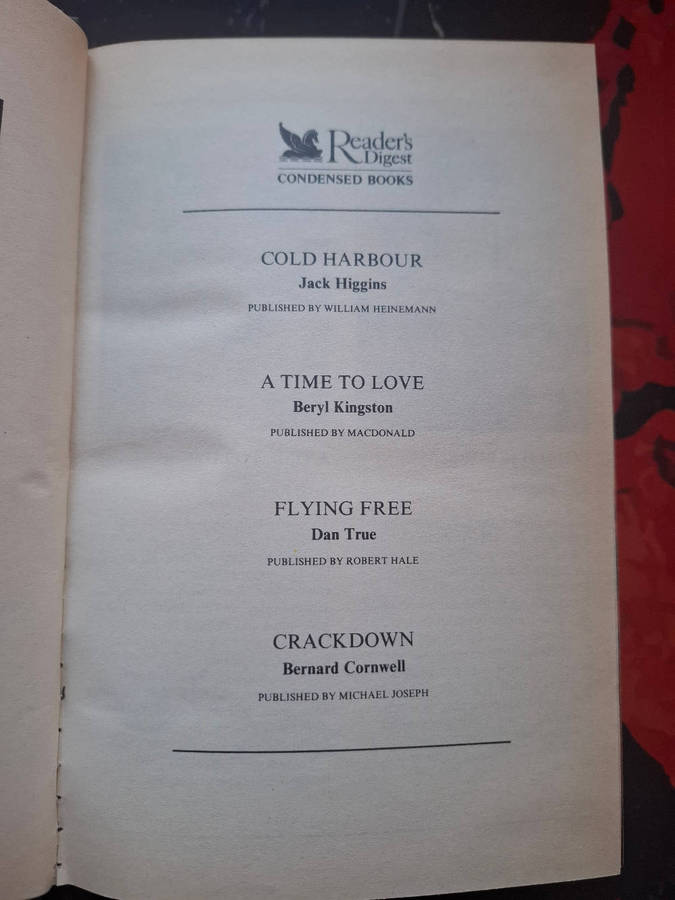 Reader's
Digest
CONDENSED BOOKS
COLD HARBOUR
Jack Higgins
PUBLISHED BY WILLIAM HEINEMANN
A TIME TO LOVE
Beryl Kingston
PUBLISHED BY MACDONALD
FLYING FREE
Dan True
PUBLISHED BY ROBERT HALE
CRACKDOWN
Bernard Cornwell
PUBLISHED BY MICHAEL JOSEPH